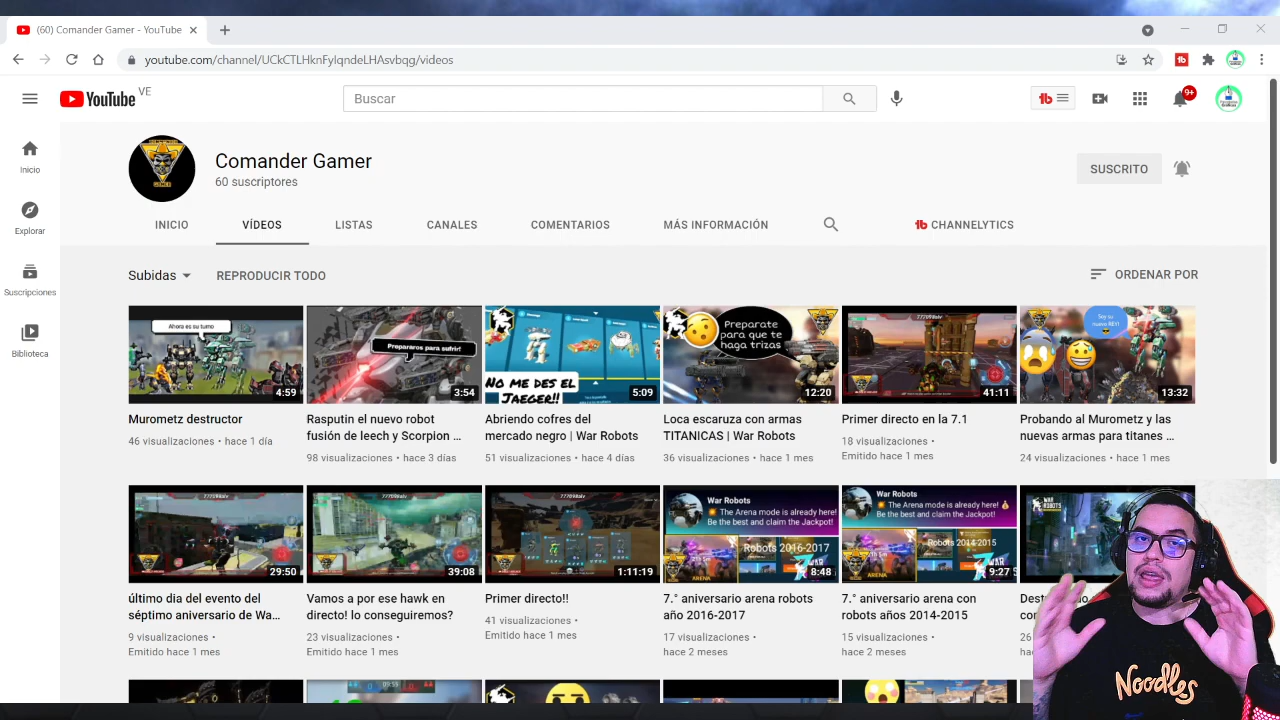 (60) Comander Gamer - YouTube
youtube.com/channel/UCkCTLHknFyIqndeLHAsvbqg/videos
YouTube VE
Buscar
9+
Inicio
Explorar
Suscripciones
Biblioteca
Comander Gamer
60 suscriptores
SUSCRITO
INICIO VÍDEOS LISTAS CANALES COMENTARIOS MÁS INFORMACIÓN CHANNELYTICS
Subidas REPRODUCIR TODO ORDENAR POR
Ahora es su turno
4:59
Murometz destructor
46 visualizaciones • hace 1 día
Preparaos para sufrir!
3:54
Rasputin el nuevo robot
fusión de leech y Scorpion ...
98 visualizaciones • hace 3 días
NO ME DES EL
JAEGER!!
5:09
Abriendo cofres del
mercado negro | War Robots
51 visualizaciones • hace 4 días
Preparate
para que te
haga trizas
12:20
Loca escaruza con armas
TITANICAS | War Robots
36 visualizaciones • hace 1 mes
41:11
Primer directo en la 7.1
18 visualizaciones •
Emitido hace 1 mes
Soy su
nuevo REY!
13:32
Probando al Murometz y las
nuevas armas para titanes ...
24 visualizaciones • hace 1 mes
29:50
último dia del evento del
séptimo aniversario de Wa...
9 visualizaciones •
Emitido hace 1 mes
39:08
Vamos a por ese hawk en
directo! lo conseguiremos?
23 visualizaciones •
Emitido hace 1 mes
1:11:19
Primer directo!!
41 visualizaciones •
Emitido hace 1 mes
War Robots
The Arena mode is already here!
Be the best and claim the Jackpot!
Robots 2016-2017
ARENA
8:48
7.° aniversario arena robots
año 2016-2017
17 visualizaciones •
hace 2 meses
War Robots
The Arena mode is already here!
Be the best and claim the Jackpot!
Robots 2014-2015
ARENA
9:27
7.° aniversario arena con
robots años 2014-2015
15 visualizaciones •
hace 2 meses
WAR
ROBOTS
26
Noodles